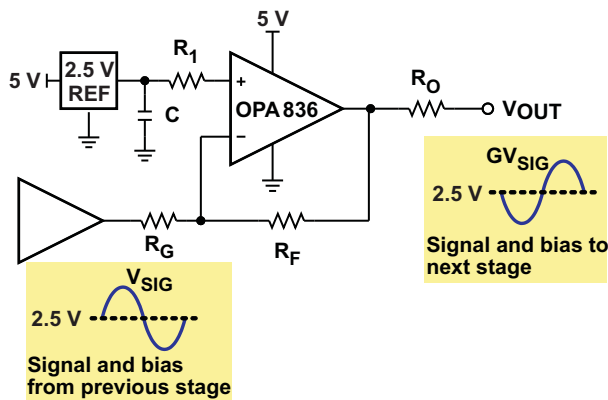 5 V
2.5 V
REF
5 V
R1
C
+
−
OPA836
RO
VOUT
GVSIG
2.5 V
Signal and bias to
next stage
RG
RF
VSIG
2.5 V
Signal and bias
from previous stage